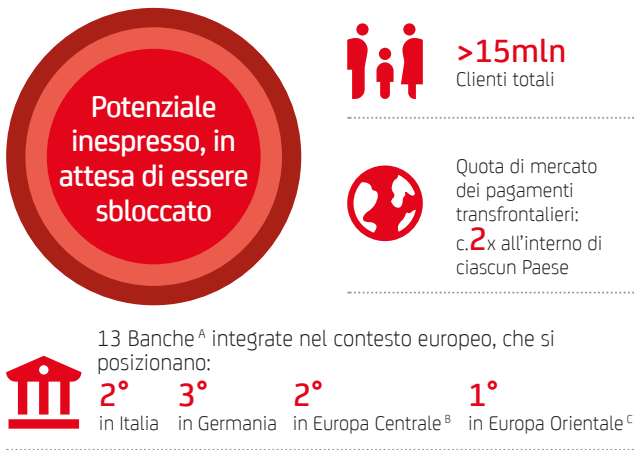 Potenziale
inespresso, in
attesa di essere
sbloccato
>15mln
Clienti totali
Quota di mercato
dei pagamenti
transfrontalieri:
c.2x all'interno di
ciascun Paese
13 Banche A integrate nel contesto europeo, che si
posizionano:
2° 3° 2° 1°
in Italia in Germania in Europa Centrale B in Europa Orientale C